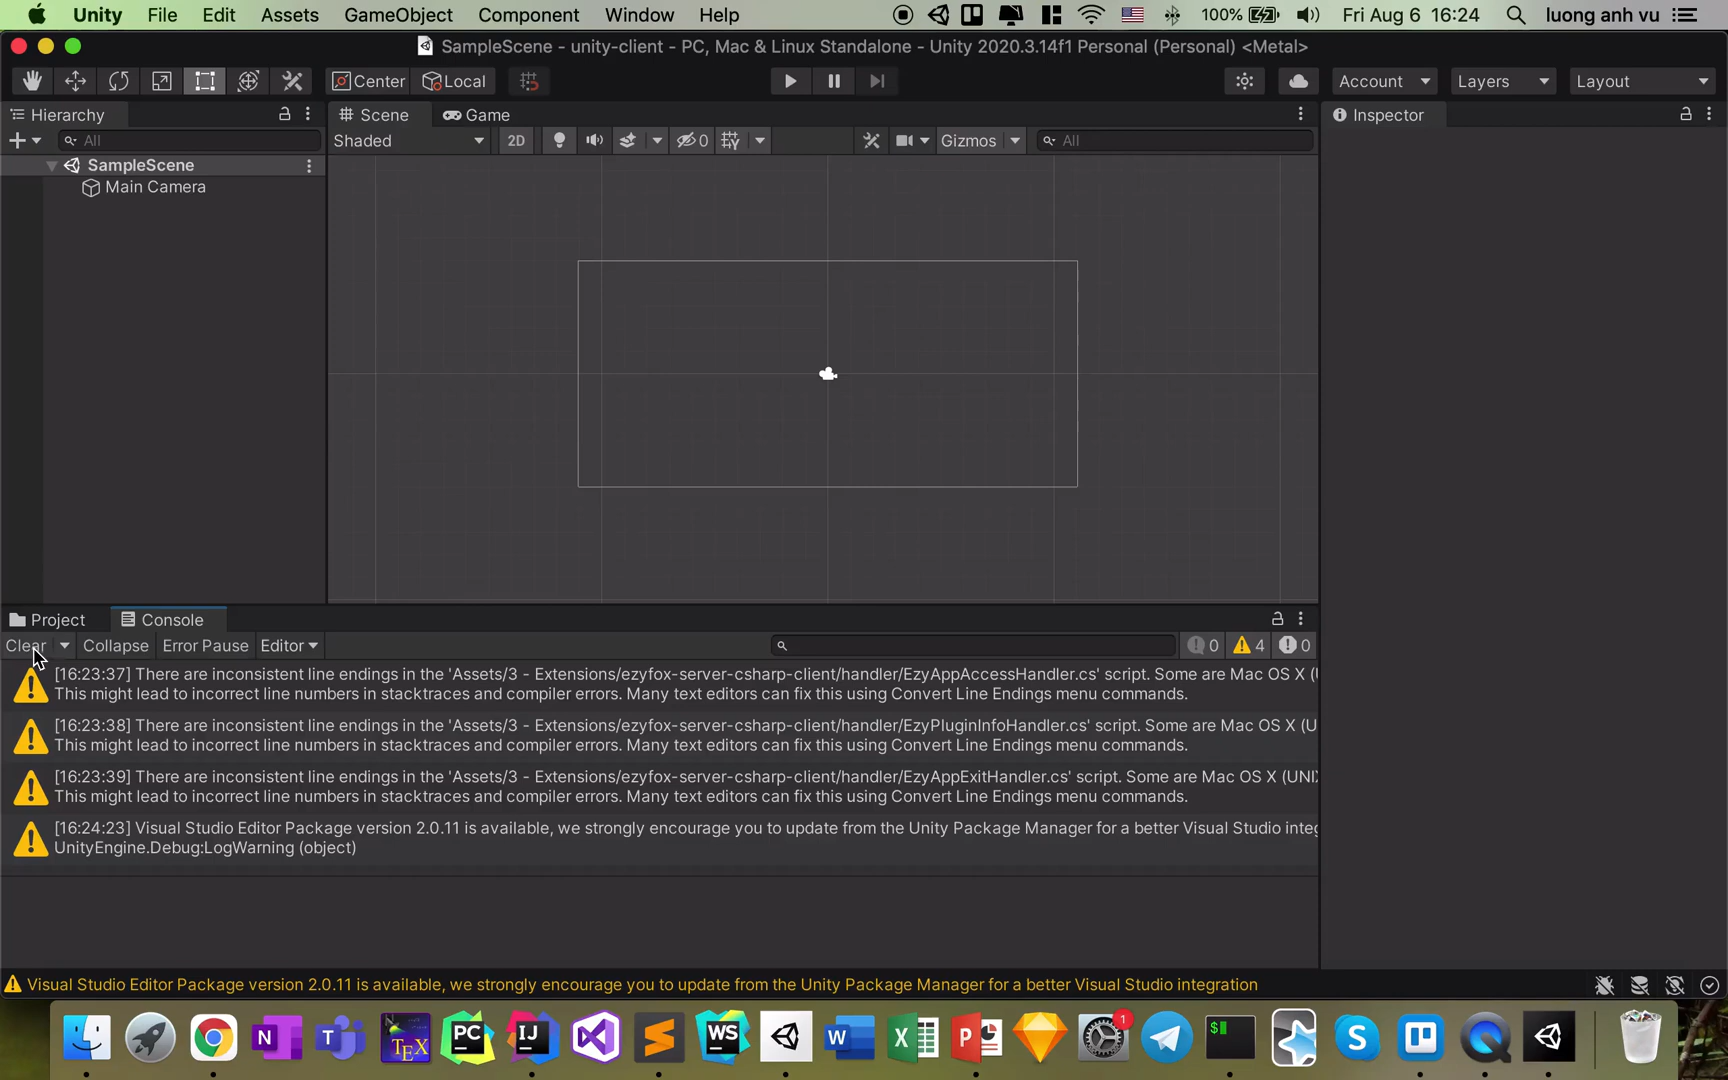 Unity File Edit Assets GameObject Component Window Help 100% Fri Aug 6 16:24 luong anh vu
SampleScene - unity-client - PC, Mac & Linux Standalone - Unity 2020.3.14f1 Personal (Personal) <Metal>
Center Local Account Layers Layout
Hierarchy Scene Game Inspector
All Shaded 2D 0 Gizmos All
SampleScene
Main Camera
Project Console
Clear Collapse Error Pause Editor 0 4 0
[16:23:37] There are inconsistent line endings in the 'Assets/3 - Extensions/ezyfox-server-csharp-client/handler/EzyAppAccessHandler.cs' script. Some are Mac OS X (
This might lead to incorrect line numbers in stacktraces and compiler errors. Many text editors can fix this using Convert Line Endings menu commands.
[16:23:38] There are inconsistent line endings in the 'Assets/3 - Extensions/ezyfox-server-csharp-client/handler/EzyPluginInfoHandler.cs' script. Some are Mac OS X (U
This might lead to incorrect line numbers in stacktraces and compiler errors. Many text editors can fix this using Convert Line Endings menu commands.
[16:23:39] There are inconsistent line endings in the 'Assets/3 - Extensions/ezyfox-server-csharp-client/handler/EzyAppExitHandler.cs' script. Some are Mac OS X (UNI
This might lead to incorrect line numbers in stacktraces and compiler errors. Many text editors can fix this using Convert Line Endings menu commands.
[16:24:23] Visual Studio Editor Package version 2.0.11 is available, we strongly encourage you to update from the Unity Package Manager for a better Visual Studio integ
UnityEngine.Debug:LogWarning (object)
Visual Studio Editor Package version 2.0.11 is available, we strongly encourage you to update from the Unity Package Manager for a better Visual Studio integration
N T TEX PC IJ WS W X P 1 $ S